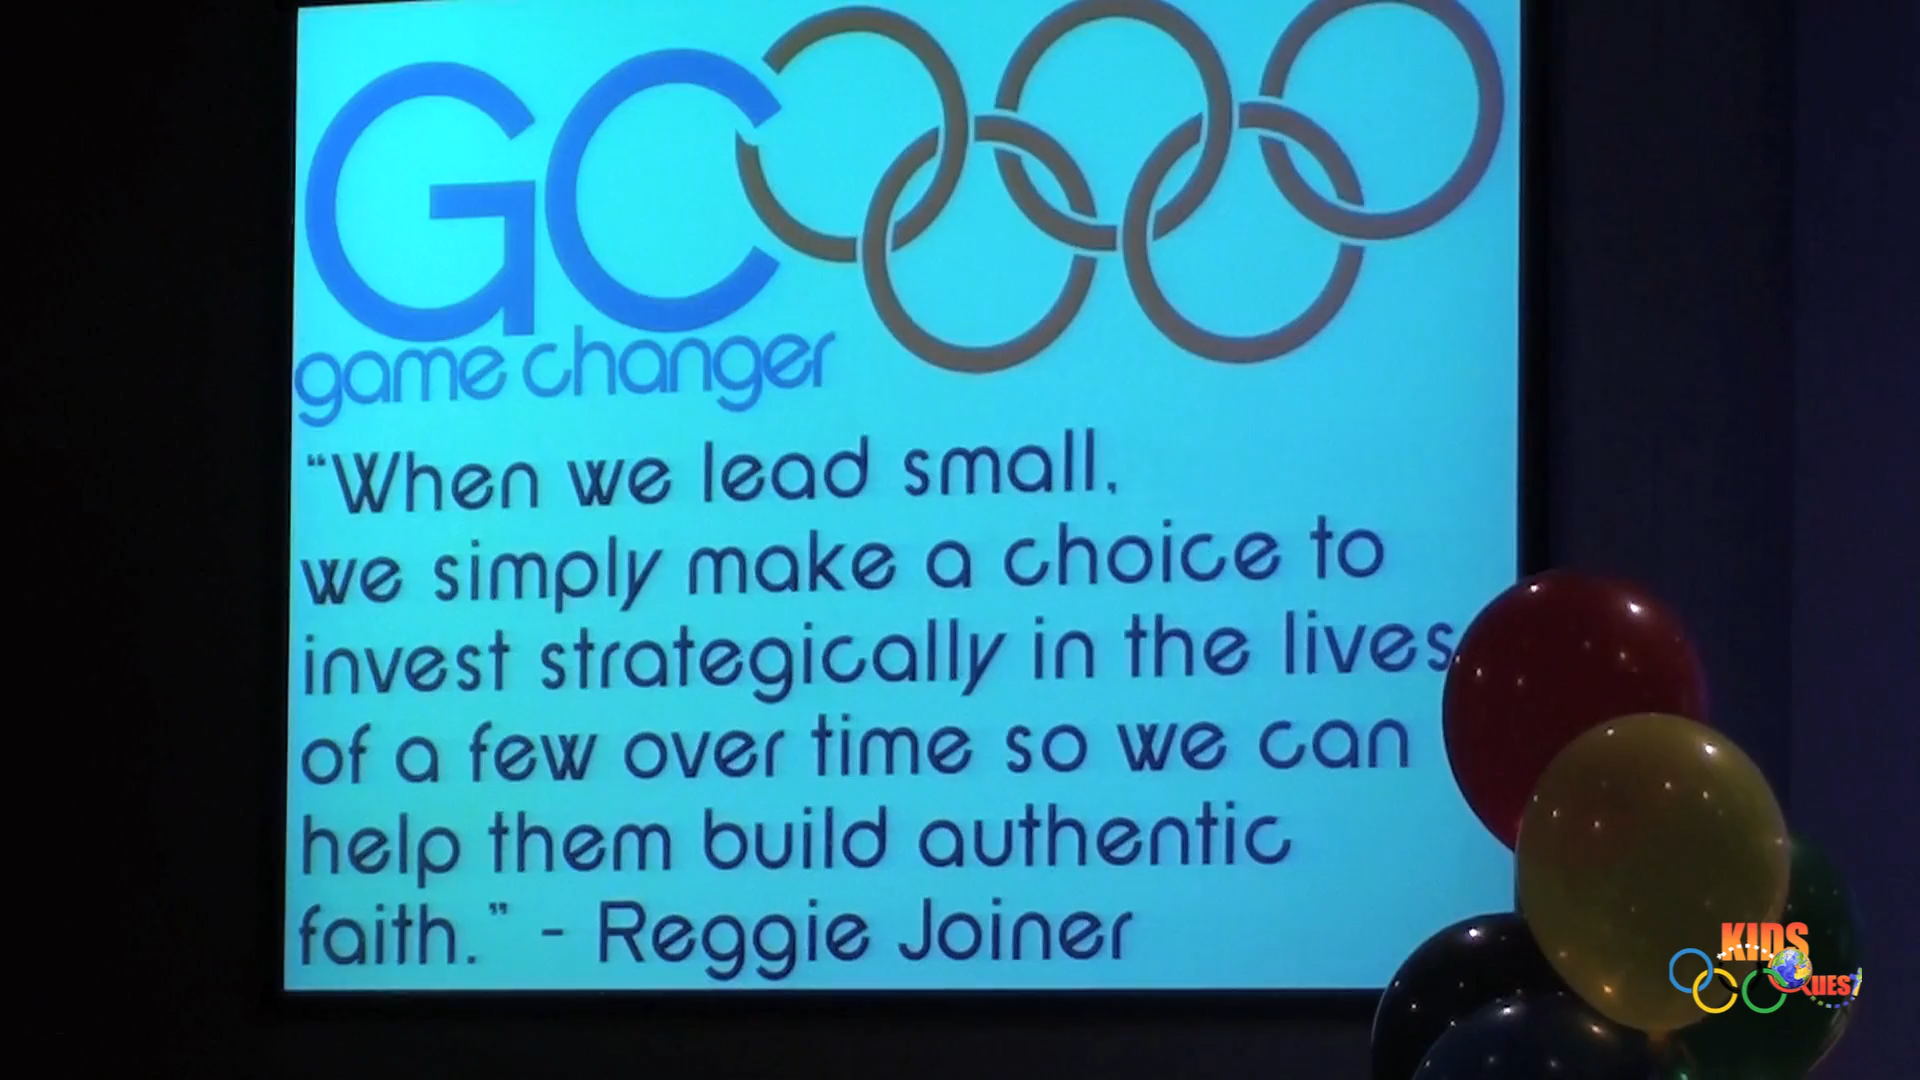 GC
game changer
“When we lead small,
we simply make a choice to
invest strategically in the lives
of a few over time so we can
help them build authentic
faith.” - Reggie Joiner
KIDS
QUEST